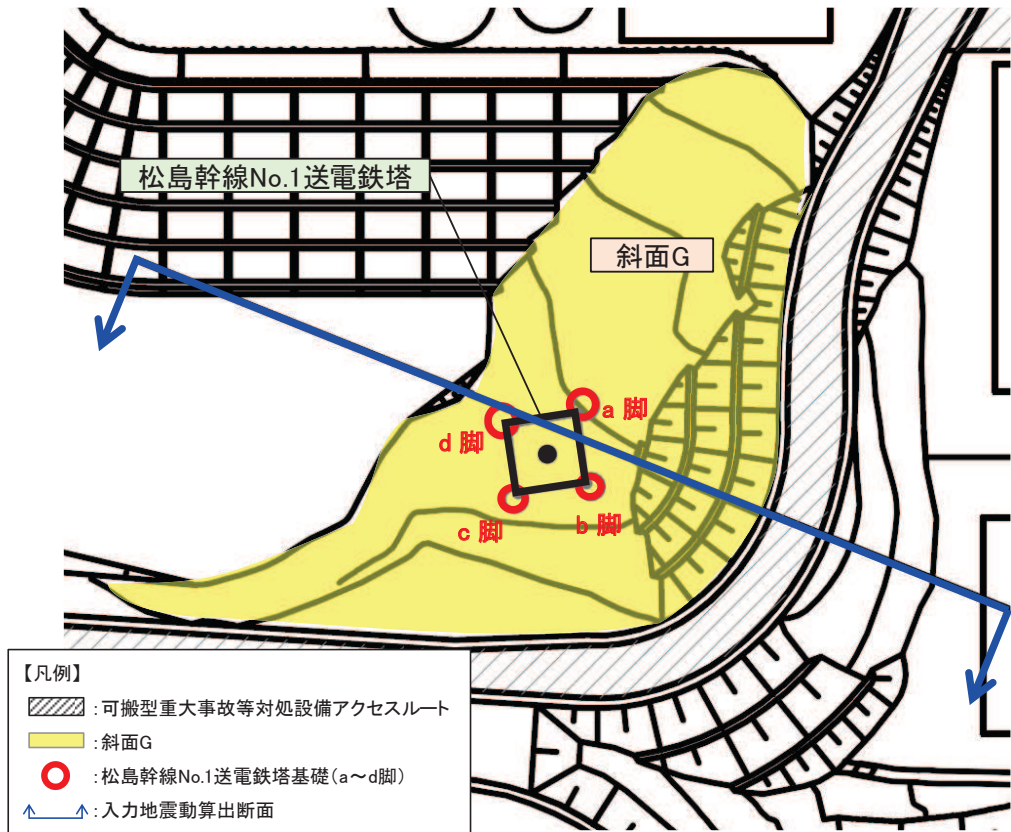 松島幹線No.1送電鉄塔
斜面G
a 脚
d 脚
c 脚
b 脚
【凡例】
:可搬型重大事故等対処設備アクセスルート
:斜面G
:松島幹線No.1送電鉄塔基礎(a～d脚)
:入力地震動算出断面